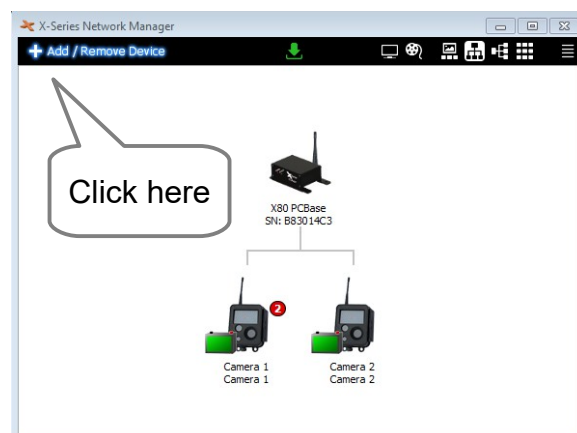 X-Series Network Manager
Add / Remove Device
Click here
X80 PCBase
SN: B83014C3
2
Camera 1
Camera 1
Camera 2
Camera 2